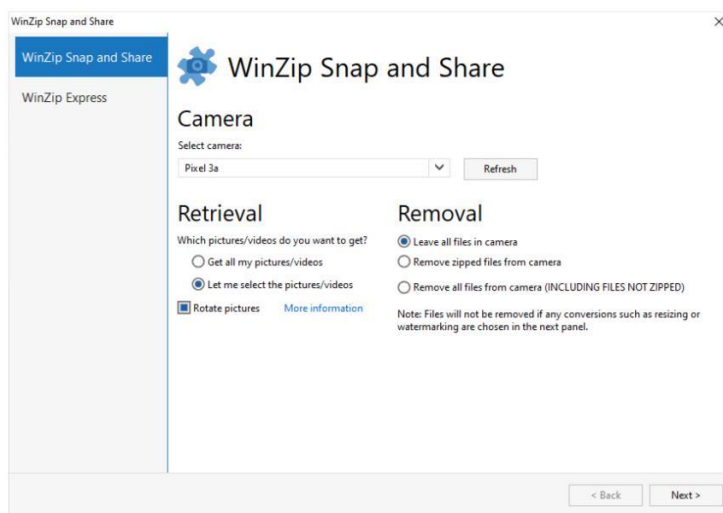 WinZip Snap and Share
WinZip Snap and Share
WinZip Express
WinZip Snap and Share
Camera
Select camera:
Pixel 3a
Refresh
Retrieval
Which pictures/videos do you want to get?
Get all my pictures/videos
Let me select the pictures/videos
Rotate pictures
More information
Removal
Leave all files in camera
Remove zipped files from camera
Remove all files from camera (INCLUDING FILES NOT ZIPPED)
Note: Files will not be removed if any conversions such as resizing or
watermarking are chosen in the next panel.
< Back
Next >